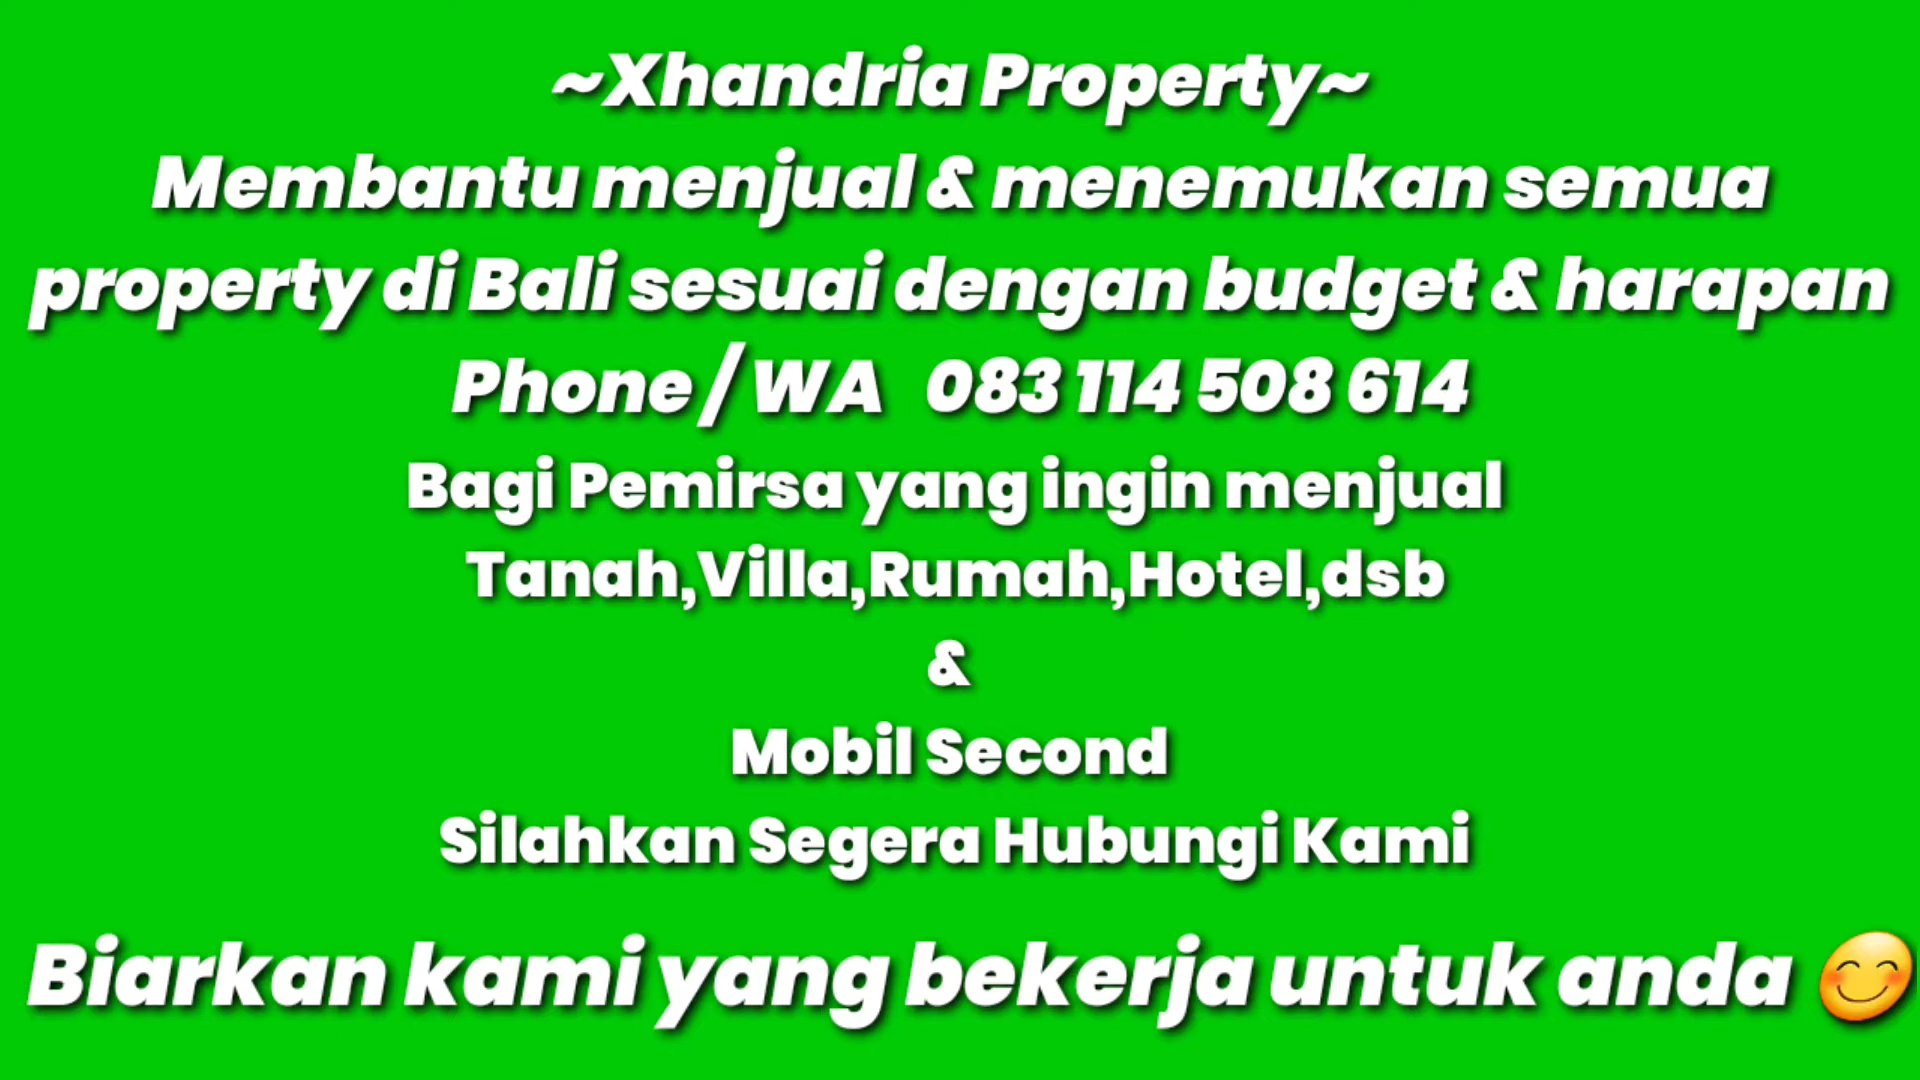 ~Xhandria Property~
Membantu menjual & menemukan semua
property di Bali sesuai dengan budget & harapan
Phone / WA 083 114 508 614
Bagi Pemirsa yang ingin menjual
Tanah,Villa,Rumah,Hotel,dsb
&
Mobil Second
Silahkan Segera Hubungi Kami
Biarkan kami yang bekerja untuk anda 😊